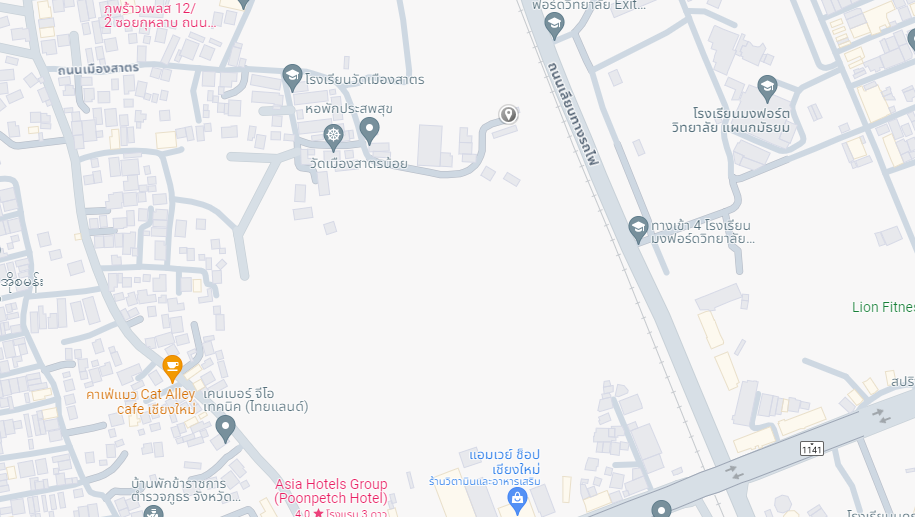 ภูพร้าวเพลส 12/
2 ซอยกุหลาบ ถนน...
ฟอร์ดวิทยาลัย Exit...
ถนนเมืองสาตร
โรงเรียนวัดเมืองสาตร
หอพักประสพสุข
วัดเมืองสาตรน้อย
ถนนเลียบทางรถไฟ
โรงเรียนมงฟอร์ต
วิทยาลัย แผนกมัธยม
ทางเข้า 4 โรงเรียน
มงฟอร์ตวิทยาลัย...
အိုစမန်း
Lion Fitne
คาเฟ่แมว Cat Alley
cafe เชียงใหม่
เคนเบอร์ จีโอ
เทคนิค (ไทยแลนด์)
สปริ
1141
แอมเวย์ ช็อป
เชียงใหม่
ร้านวิตามินและอาหารเสริม
บ้านพักข้าราชการ
ตำรวจภูธร จังหวัด...
Asia Hotels Group
(Poonpetch Hotel)
4.0 ★ โรงแรม 3 ดาว